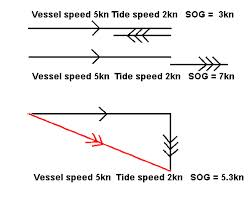 Vessel speed 5kn Tide speed 2kn SOG = 3kn
Vessel speed 5kn Tide speed 2kn SOG = 7kn
Vessel speed 5kn Tide speed 2kn SOG = 5.3kn